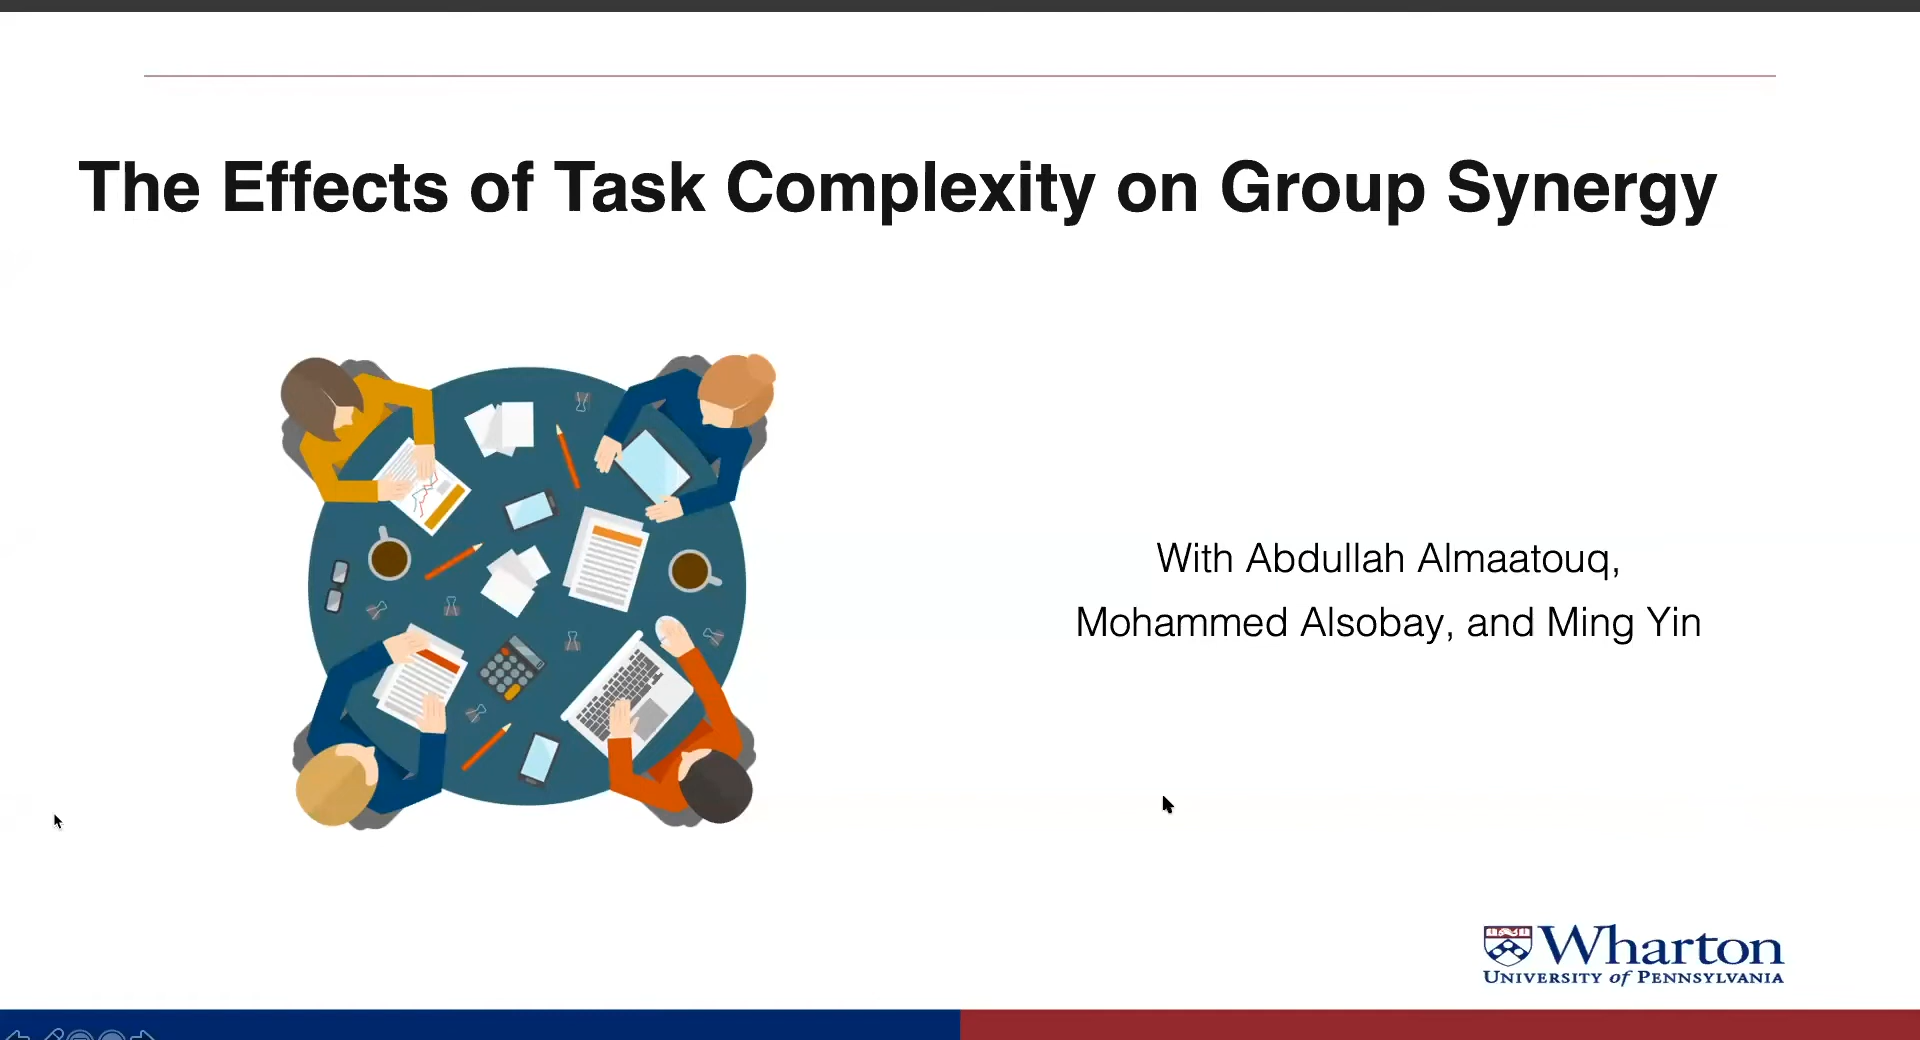 The Effects of Task Complexity on Group Synergy
With Abdullah Almaatouq,
Mohammed Alsobay, and Ming Yin
Wharton
UNIVERSITY of PENNSYLVANIA